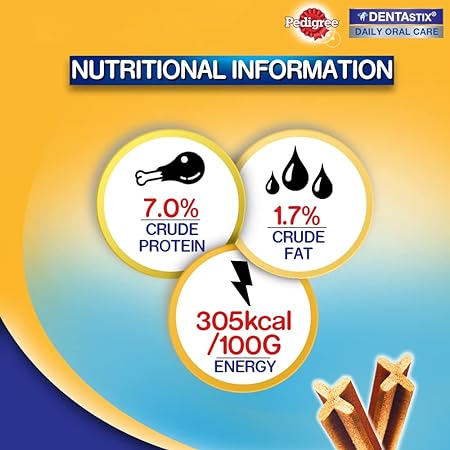 Pedigree
DENTASTIX®
DAILY ORAL CARE
NUTRITIONAL INFORMATION
7.0%
CRUDE
PROTEIN
1.7%
CRUDE
FAT
305kcal
/100G
ENERGY